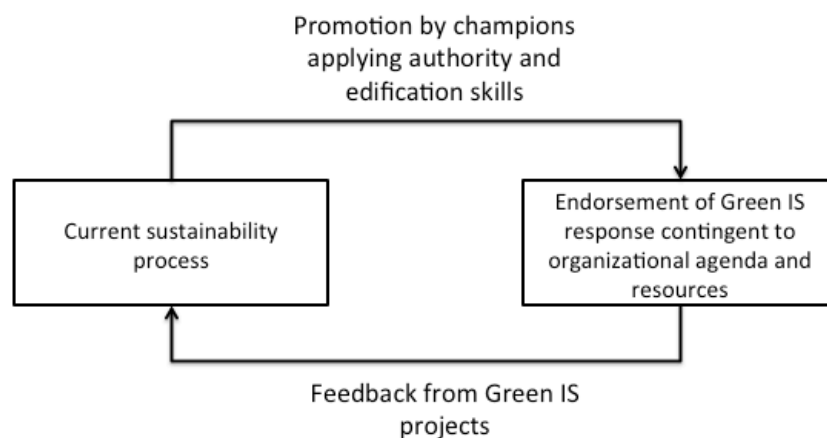 Promotion by champions
applying authority and
edification skills
Current sustainability
process
Endorsement of Green IS
response contingent to
organizational agenda and
resources
Feedback from Green IS
projects